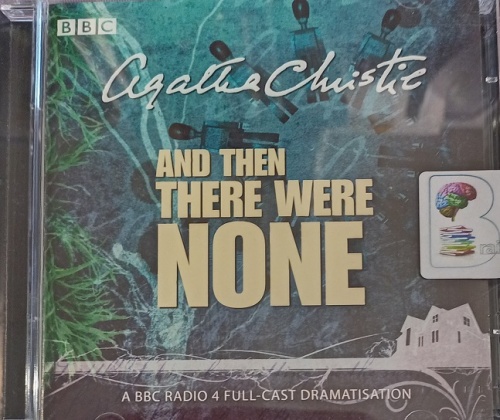 BBC
Agatha Christie
AND THEN
THERE WERE
NONE
A BBC RADIO 4 FULL-CAST DRAMATISATION